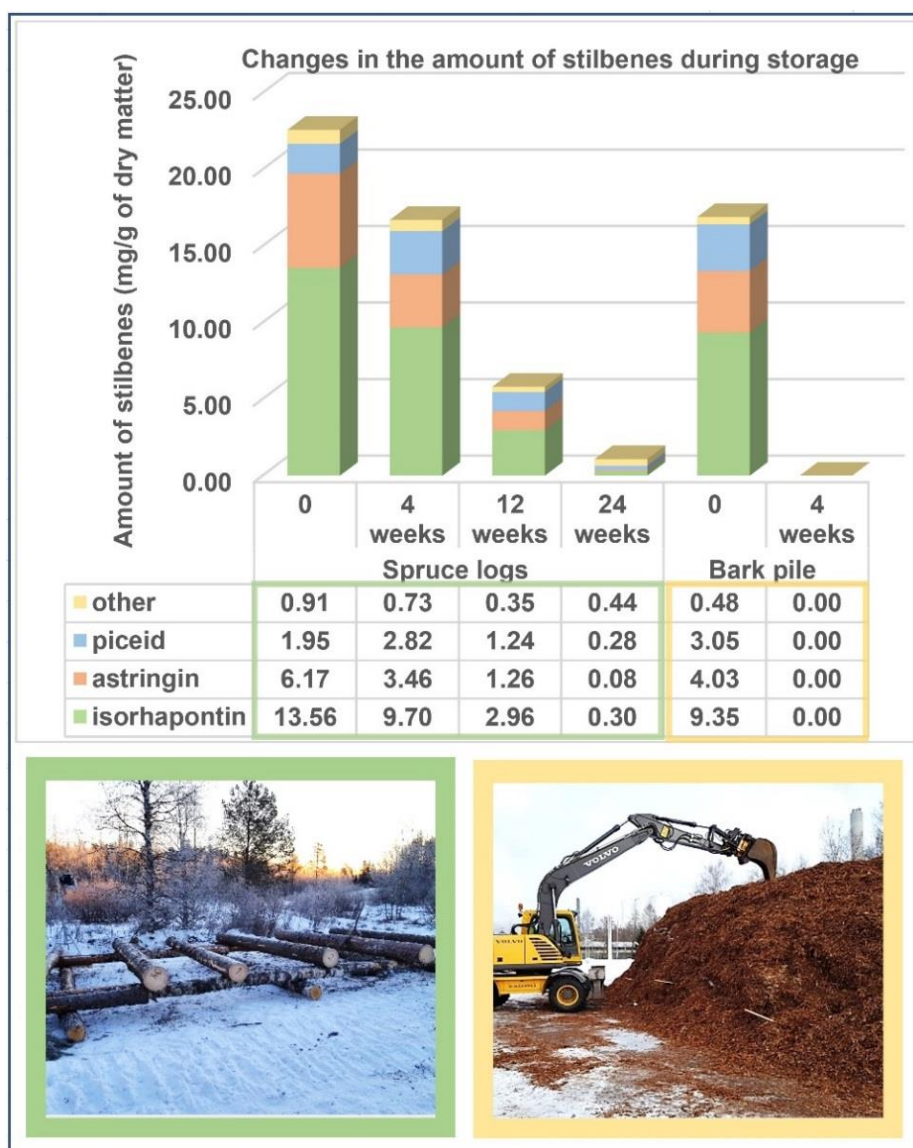 Changes in the amount of stilbenes during storage
Amount of stilbenes (mg/g of dry matter)
25.00
20.00
15.00
10.00
5.00
0.00
0 4 weeks 12 weeks 24 weeks 0 4 weeks
Spruce logs Bark pile
other 0.91 0.73 0.35 0.44 0.48 0.00
piceid 1.95 2.82 1.24 0.28 3.05 0.00
astringin 6.17 3.46 1.26 0.08 4.03 0.00
isorhapontin 13.56 9.70 2.96 0.30 9.35 0.00
VOLVO
VOLVO